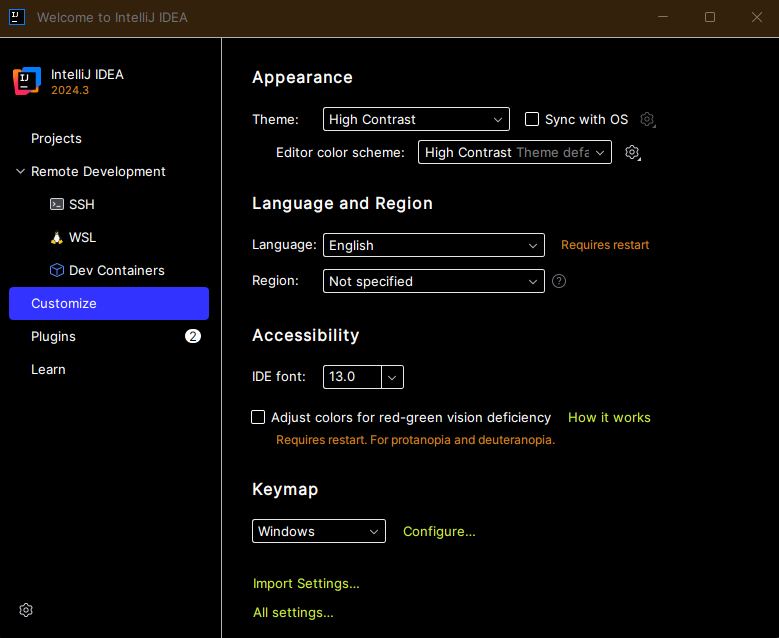 Welcome to IntelliJ IDEA
IntelliJ IDEA
2024.3
Projects
Remote Development
SSH
WSL
Dev Containers
Customize
Plugins 2
Learn
Appearance
Theme: High Contrast Sync with OS
Editor color scheme: High Contrast Theme defa
Language and Region
Language: English Requires restart
Region: Not specified ?
Accessibility
IDE font: 13.0
Adjust colors for red-green vision deficiency How it works
Requires restart. For protanopia and deuteranopia.
Keymap
Windows Configure...
Import Settings...
All settings...